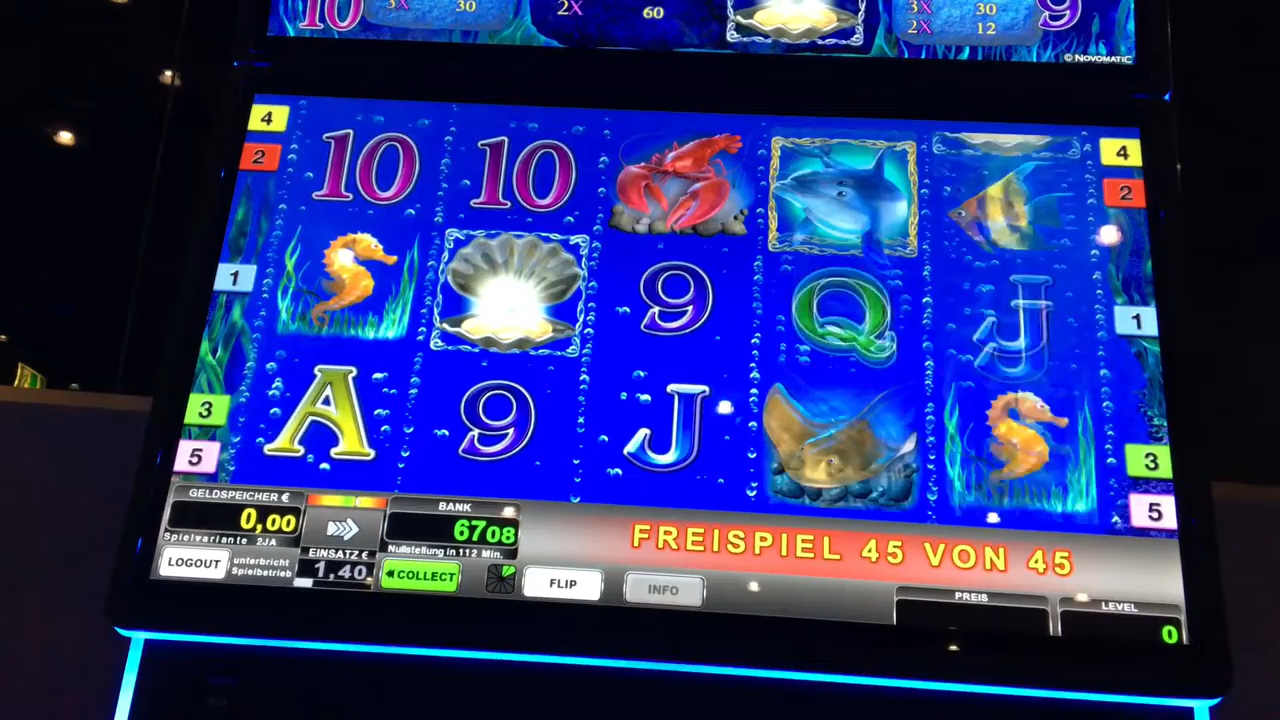 10
3X 30
2X 60
3X 30
2X 12
9
© NOVOMATIC
4
10
10
4
2
2
1
9
Q
J
1
3
A
9
J
3
5
5
GELDSPEICHER €
0,00
Spielvariante 2JA
LOGOUT
unterbricht
Spielbetrieb
EINSATZ €
1,40
BANK
6708
Nullstellung in 112 Min.
COLLECT
FLIP
INFO
FREISPIEL 45 VON 45
PREIS
LEVEL
0